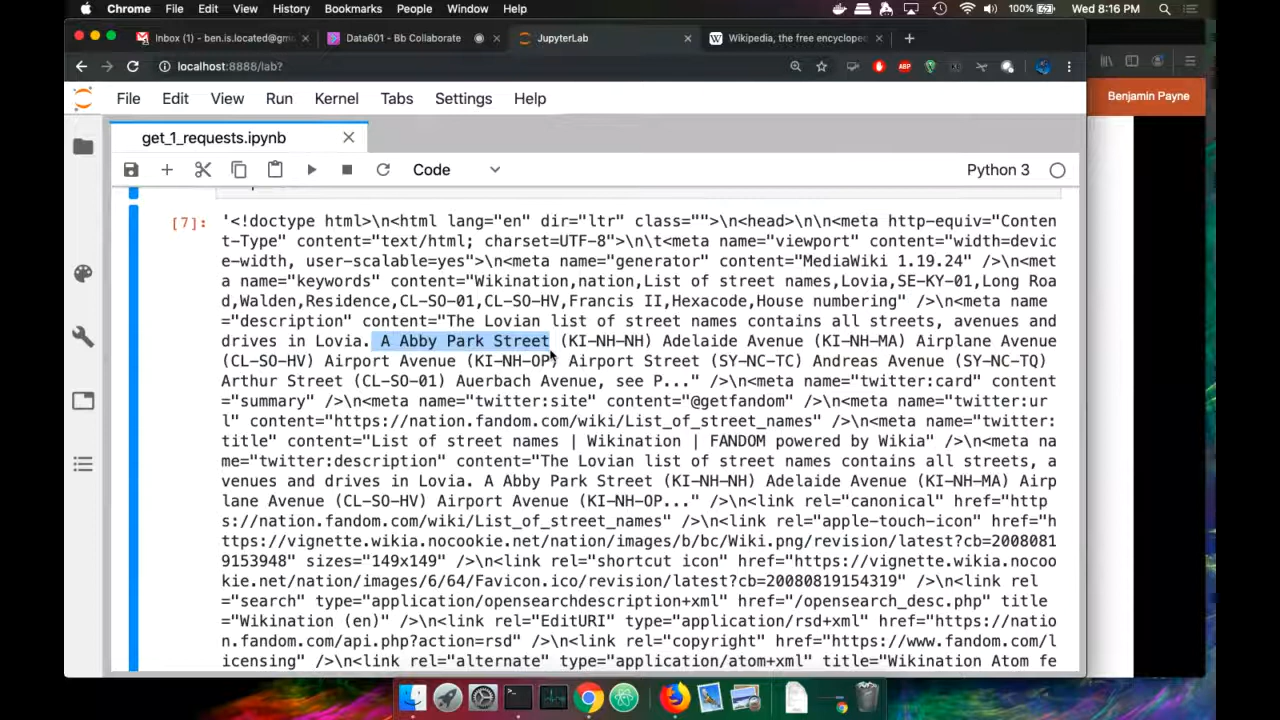 Chrome File Edit View History Bookmarks People Window Help 100% Wed 8:16 PM
Inbox (1) - ben.is.located@gm
Data601 - Bb Collaborate
JupyterLab
Wikipedia, the free encycloped
localhost:8888/lab?
ABP
Benjamin Payne
File Edit View Run Kernel Tabs Settings Help
get_1_requests.ipynb
Code
Python 3
[7]: '<!doctype html>\n<html lang="en" dir="ltr" class="">\n<head>\n\n<meta http-equiv="Conten
t-Type" content="text/html; charset=UTF-8">\n\t<meta name="viewport" content="width=devic
e-width, user-scalable=yes">\n<meta name="generator" content="MediaWiki 1.19.24" />\n<met
a name="keywords" content="Wikination,nation,List of street names,Lovia,SE-KY-01,Long Roa
d,Walden,Residence,CL-SO-01,CL-SO-HV,Francis II,Hexacode,House numbering" />\n<meta name
="description" content="The Lovian list of street names contains all streets, avenues and
drives in Lovia. A Abby Park Street (KI-NH-NH) Adelaide Avenue (KI-NH-MA) Airplane Avenue
(CL-SO-HV) Airport Avenue (KI-NH-OP) Airport Street (SY-NC-TC) Andreas Avenue (SY-NC-TQ)
Arthur Street (CL-SO-01) Auerbach Avenue, see P..." />\n<meta name="twitter:card" content
="summary" />\n<meta name="twitter:site" content="@getfandom" />\n<meta name="twitter:ur
l" content="https://nation.fandom.com/wiki/List_of_street_names" />\n<meta name="twitter:
title" content="List of street names | Wikination | FANDOM powered by Wikia" />\n<meta na
me="twitter:description" content="The Lovian list of street names contains all streets, a
venues and drives in Lovia. A Abby Park Street (KI-NH-NH) Adelaide Avenue (KI-NH-MA) Airp
lane Avenue (CL-SO-HV) Airport Avenue (KI-NH-OP..." />\n<link rel="canonical" href="http
s://nation.fandom.com/wiki/List_of_street_names" />\n<link rel="apple-touch-icon" href="h
ttps://vignette.wikia.nocookie.net/nation/images/b/bc/Wiki.png/revision/latest?cb=2008081
9153948" sizes="149x149" />\n<link rel="shortcut icon" href="https://vignette.wikia.nocoo
kie.net/nation/images/6/64/Favicon.ico/revision/latest?cb=20080819154319" />\n<link rel
="search" type="application/opensearchdescription+xml" href="/opensearch_desc.php" title
="Wikination (en)" />\n<link rel="EditURI" type="application/rsd+xml" href="https://natio
n.fandom.com/api.php?action=rsd" />\n<link rel="copyright" href="https://www.fandom.com/l
icensing" />\n<link rel="alternate" type="application/atom+xml" title="Wikination Atom fe